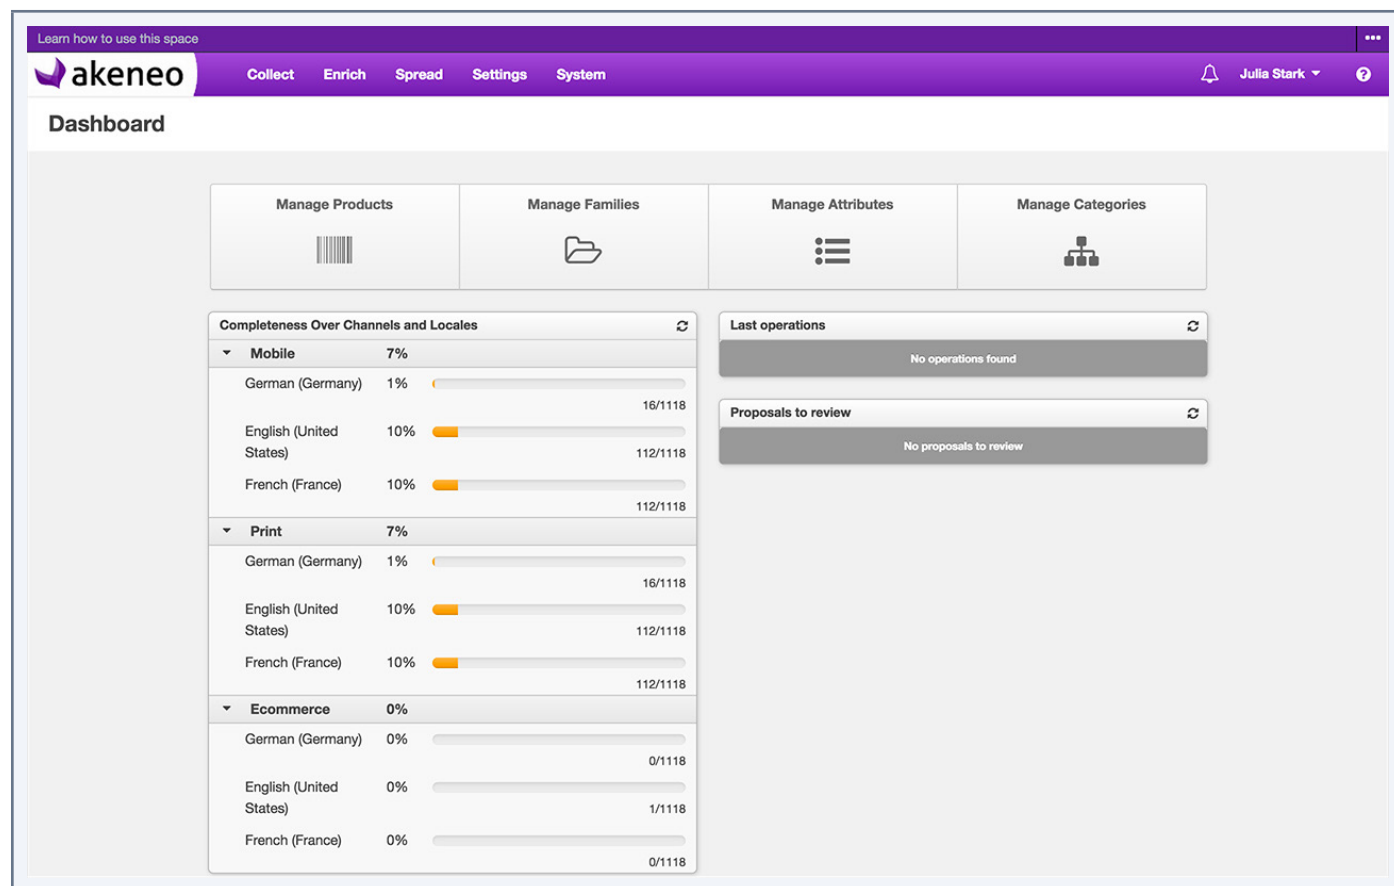 Learn how to use this space
akeneo Collect Enrich Spread Settings System Julia Stark
Dashboard
Manage Products Manage Families Manage Attributes Manage Categories
Completeness Over Channels and Locales
Mobile 7%
German (Germany) 1%
16/1118
English (United 10%
States) 112/1118
French (France) 10%
112/1118
Print 7%
German (Germany) 1%
16/1118
English (United 10%
States) 112/1118
French (France) 10%
112/1118
Ecommerce 0%
German (Germany) 0%
0/1118
English (United 0%
States) 1/1118
French (France) 0%
0/1118
Last operations
No operations found
Proposals to review
No proposals to review